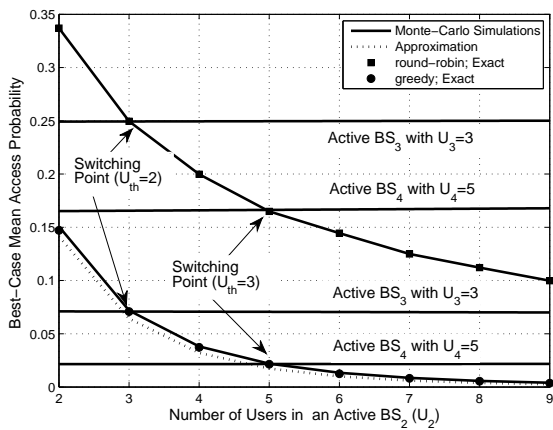 0.35
0.3
0.25
0.2
0.15
0.1
0.05
0
Best−Case Mean Access Probability
Monte−Carlo Simulations
Approximation
round−robin; Exact
greedy; Exact
Active BS3 with U3=3
Switching
Point (Uth=2)
Active BS4 with U4=5
Switching
Point (Uth=3)
Active BS3 with U3=3
Active BS4 with U4=5
2 3 4 5 6 7 8 9
Number of Users in an Active BS2 (U2)